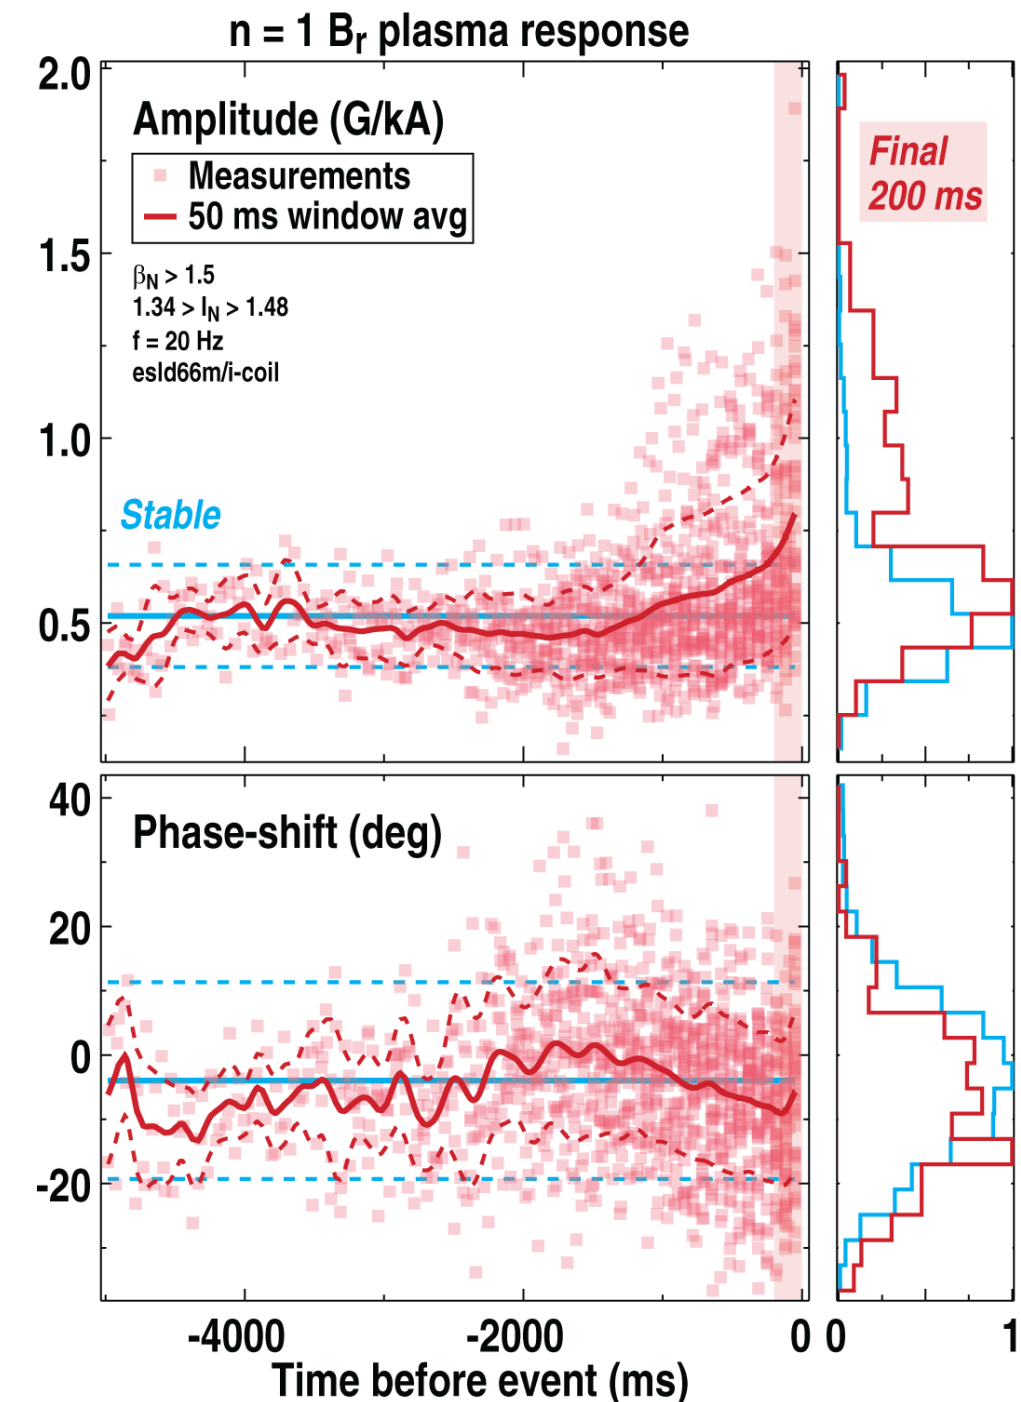 n = 1 Br plasma response
2.0
1.5
1.0
0.5
Amplitude (G/kA)
Measurements
50 ms window avg
βN > 1.5
1.34 > IN > 1.48
f = 20 Hz
esld66m/i-coil
Stable
Final
200 ms
40
20
0
-20
Phase-shift (deg)
-4000 -2000 0 0 1
Time before event (ms)